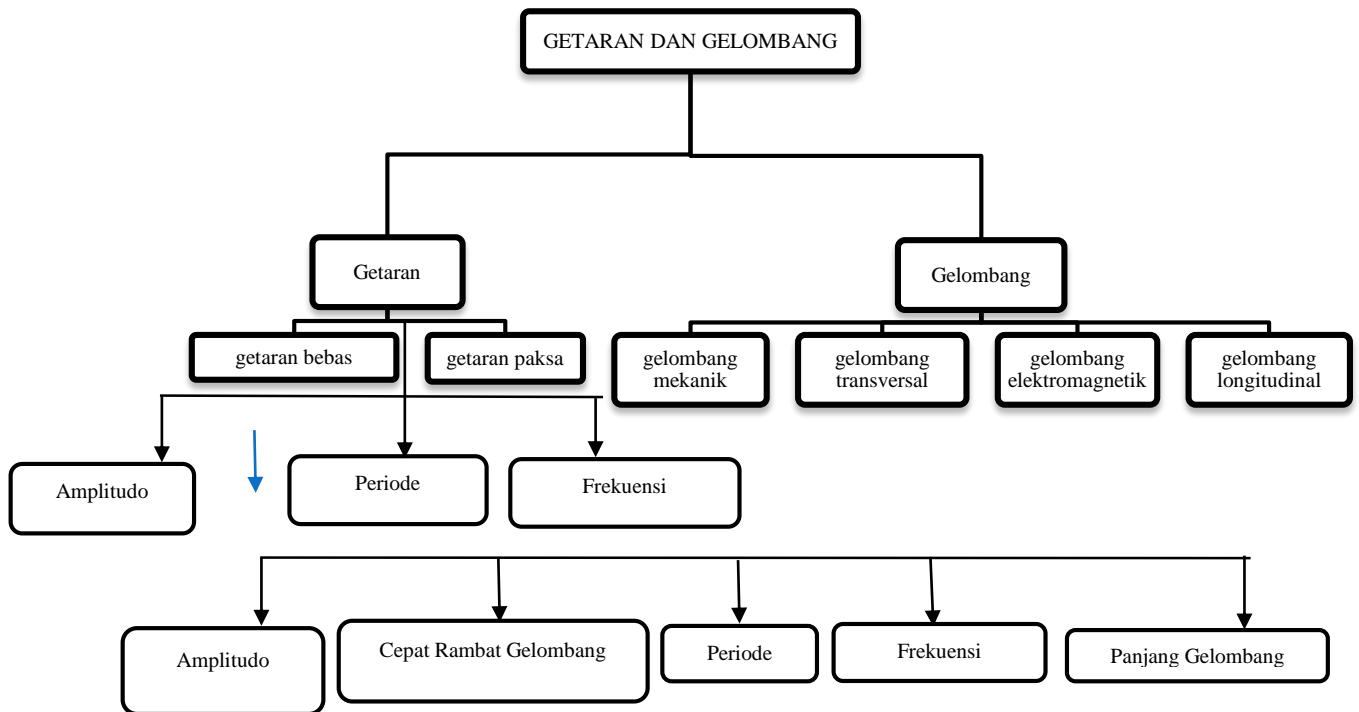 GETARAN DAN GELOMBANG
Getaran
Gelombang
getaran bebas
getaran paksa
gelombang
mekanik
gelombang
transversal
gelombang
elektromagnetik
gelombang
longitudinal
Amplitudo
Periode
Frekuensi
Amplitudo
Cepat Rambat Gelombang
Periode
Frekuensi
Panjang Gelombang